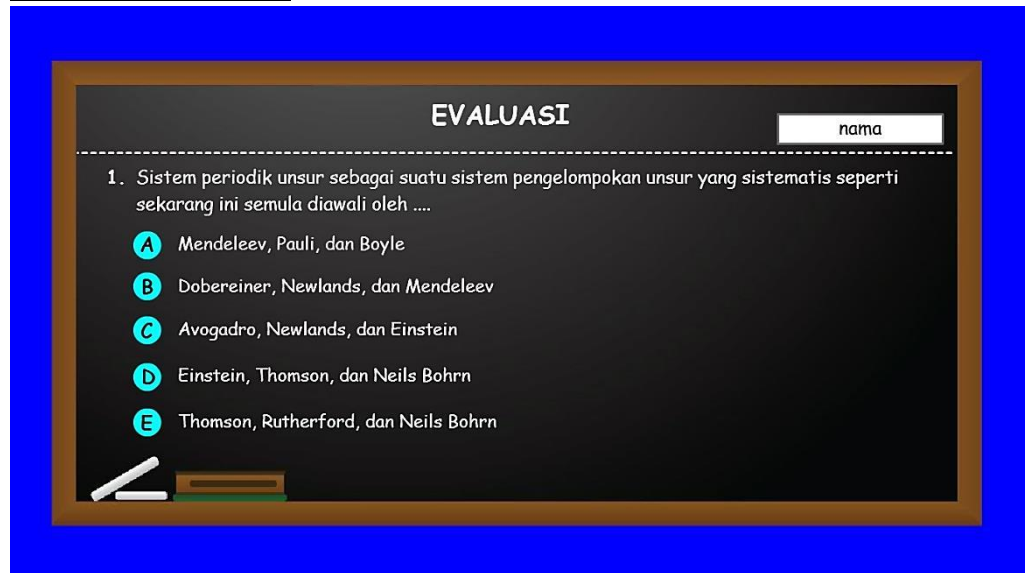 EVALUASI
nama
1. Sistem periodik unsur sebagai suatu sistem pengelompokan unsur yang sistematis seperti
sekarang ini semula diawali oleh ....
A Mendeleev, Pauli, dan Boyle
B Dobereiner, Newlands, dan Mendeleev
C Avogadro, Newlands, dan Einstein
D Einstein, Thomson, dan Neils Bohrn
E Thomson, Rutherford, dan Neils Bohrn